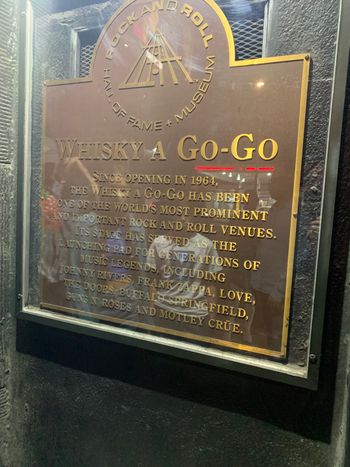 ROCK AND ROLL
HALL OF FAME ★ MUSEUM
WHISKY A GO-GO
SINCE OPENING IN 1964,
THE WHISKY A GO-GO HAS BEEN
ONE OF THE WORLD'S MOST PROMINENT
AND IMPORTANT ROCK AND ROLL VENUES.
ITS STAGE HAS SERVED AS THE
LAUNCHING PAD FOR GENERATIONS OF
MUSIC LEGENDS, INCLUDING
JOHNNY RIVERS, FRANK ZAPPA, LOVE,
THE DOORS, BUFFALO SPRINGFIELD,
GUNS N' ROSES AND MÖTLEY CRÜE.